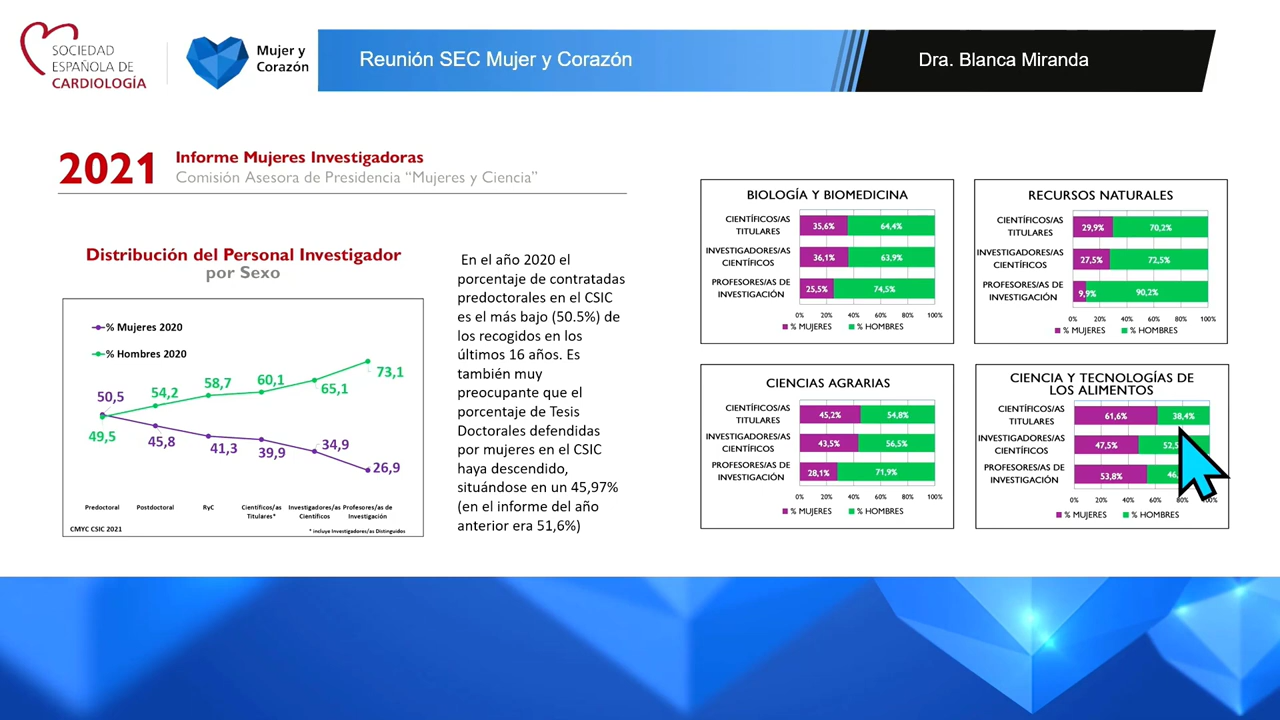 SOCIEDAD
ESPAÑOLA DE
CARDIOLOGÍA
Mujer y
Corazón
Reunión SEC Mujer y Corazón
Dra. Blanca Miranda
2021
Informe Mujeres Investigadoras
Comisión Asesora de Presidencia “Mujeres y Ciencia”
Distribución del Personal Investigador
por Sexo
% Mujeres 2020
% Hombres 2020
50,5
54,2
58,7
60,1
65,1
73,1
49,5
45,8
41,3
39,9
34,9
26,9
Predoctoral
Postdoctoral
RyC
Científicos/as
Titulares*
Investigadores/as
Científicos
Profesores/as de
Investigación
CMYC CSIC 2021
* incluye Investigadores/as Distinguidos
En el año 2020 el
porcentaje de contratadas
predoctorales en el CSIC
es el más bajo (50.5%) de
los recogidos en los
últimos 16 años. Es
también muy
preocupante que el
porcentaje de Tesis
Doctorales defendidas
por mujeres en el CSIC
haya descendido,
situándose en un 45,97%
(en el informe del año
anterior era 51,6%)
BIOLOGÍA Y BIOMEDICINA
CIENTÍFICOS/AS
TITULARES
35,6% 64,4%
INVESTIGADORES/AS
CIENTÍFICOS
36,1% 63,9%
PROFESORES/AS DE
INVESTIGACIÓN
25,5% 74,5%
0% 20% 40% 60% 80% 100%
% MUJERES % HOMBRES
RECURSOS NATURALES
CIENTÍFICOS/AS
TITULARES
29,9% 70,2%
INVESTIGADORES/AS
CIENTÍFICOS
27,5% 72,5%
PROFESORES/AS DE
INVESTIGACIÓN
9,9% 90,2%
0% 20% 40% 60% 80% 100%
% MUJERES % HOMBRES
CIENCIAS AGRARIAS
CIENTÍFICOS/AS
TITULARES
45,2% 54,8%
INVESTIGADORES/AS
CIENTÍFICOS
43,5% 56,5%
PROFESORES/AS DE
INVESTIGACIÓN
28,1% 71,9%
0% 20% 40% 60% 80% 100%
% MUJERES % HOMBRES
CIENCIA Y TECNOLOGÍAS DE
LOS ALIMENTOS
CIENTÍFICOS/AS
TITULARES
61,6% 38,4%
INVESTIGADORES/AS
CIENTÍFICOS
47,5%
PROFESORES/AS DE
INVESTIGACIÓN
53,8%
0% 20% 40% 60% 80% 100%
% MUJERES % HOMBRES